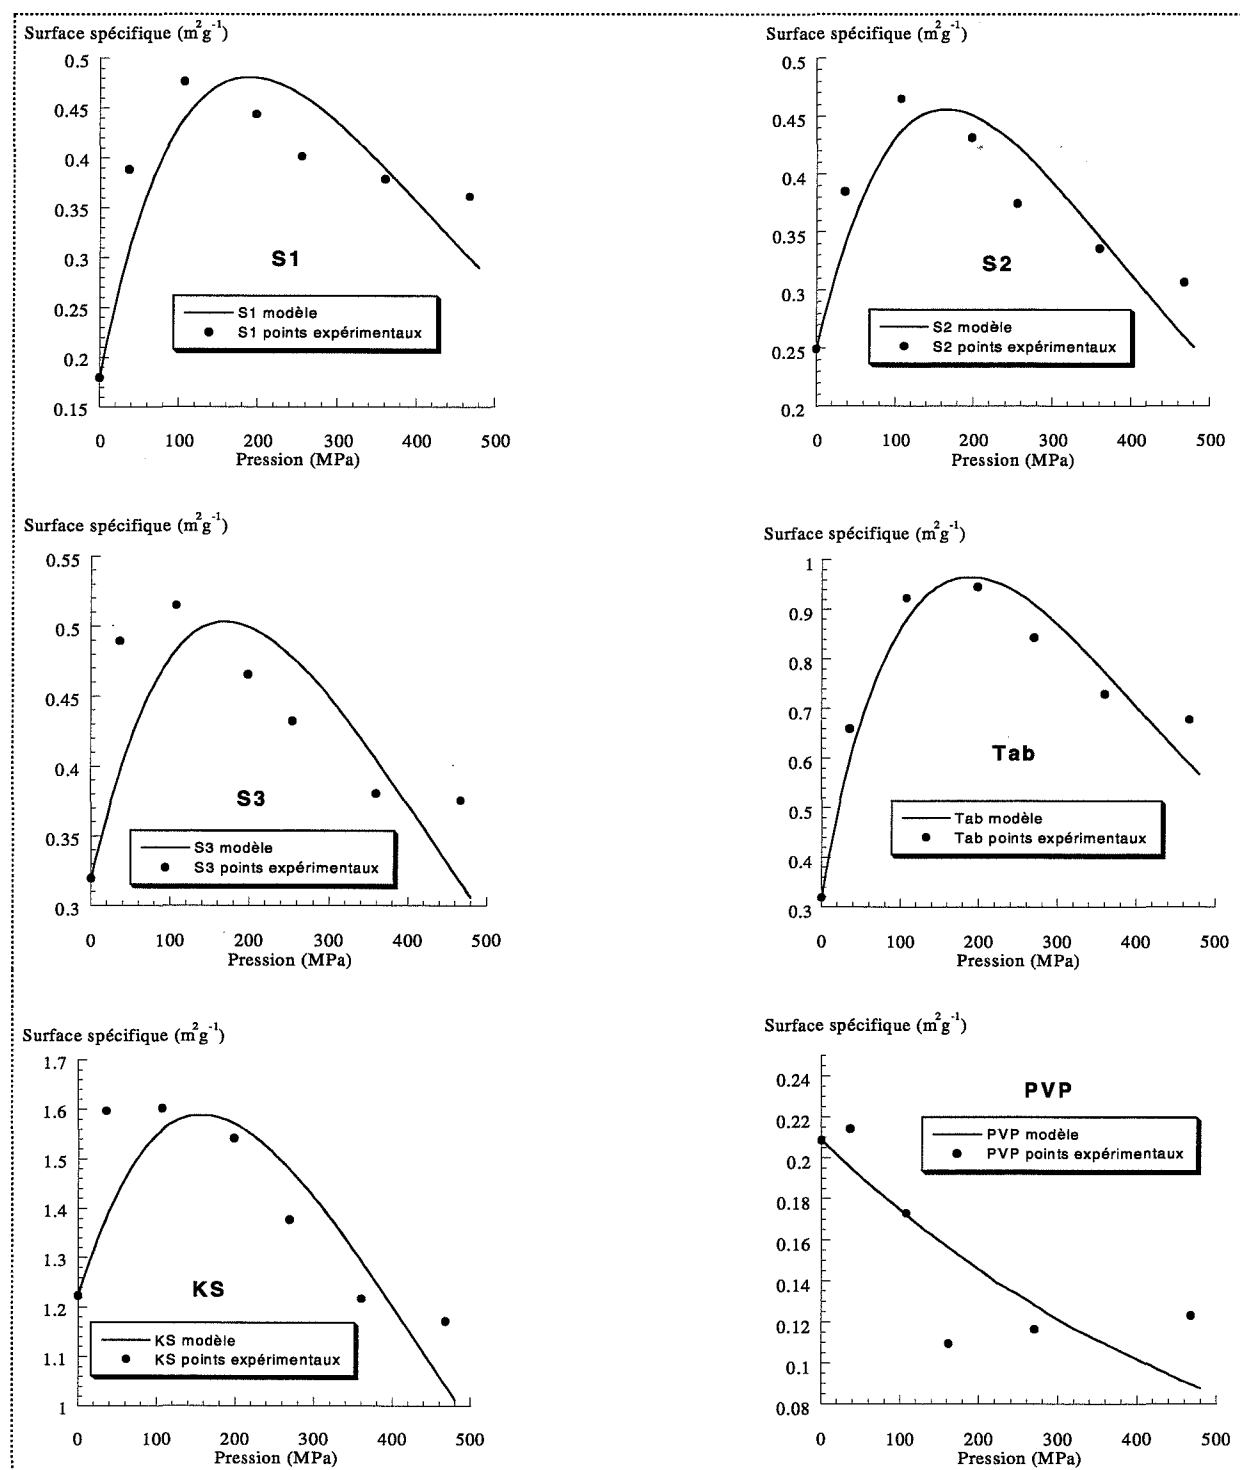 Surface spécifique (m²g⁻¹)
0.5
0.45
0.4
0.35
0.3
0.25
0.2
0.15
S1
S1 modèle
S1 points expérimentaux
0 100 200 300 400 500
Pression (MPa)
Surface spécifique (m²g⁻¹)
0.5
0.45
0.4
0.35
0.3
0.25
0.2
S2
S2 modèle
S2 points expérimentaux
0 100 200 300 400 500
Pression (MPa)
Surface spécifique (m²g⁻¹)
0.55
0.5
0.45
0.4
0.35
0.3
S3
S3 modèle
S3 points expérimentaux
0 100 200 300 400 500
Pression (MPa)
Surface spécifique (m²g⁻¹)
1
0.9
0.8
0.7
0.6
0.5
0.4
0.3
Tab
Tab modèle
Tab points expérimentaux
0 100 200 300 400 500
Pression (MPa)
Surface spécifique (m²g⁻¹)
1.7
1.6
1.5
1.4
1.3
1.2
1.1
1
KS
KS modèle
KS points expérimentaux
0 100 200 300 400 500
Pression (MPa)
Surface spécifique (m²g⁻¹)
0.24
0.22
0.2
0.18
0.16
0.14
0.12
0.1
0.08
PVP
PVP modèle
PVP points expérimentaux
0 100 200 300 400 500
Pression (MPa)